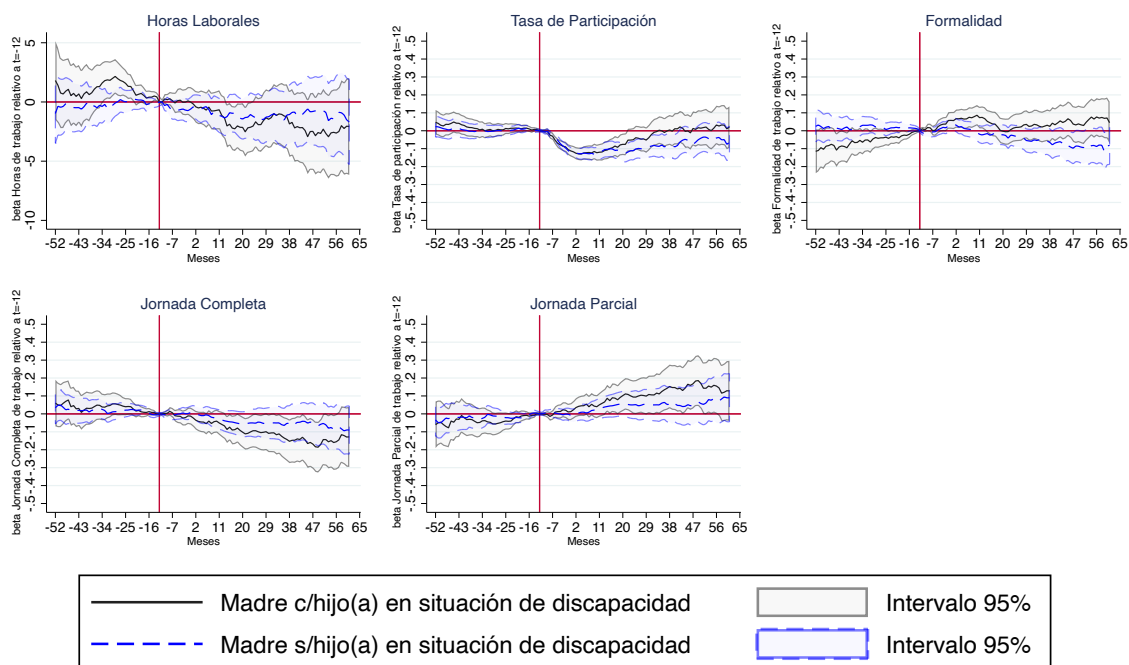 Horas Laborales
beta Horas de trabajo relativo a t=-12
5
0
-5
-10
-52 -43 -34 -25 -16 -7 2 11 20 29 38 47 56 65
Meses
Tasa de Participación
beta Tasa de participación relativo a t=-12
-.5 -.4 -.3 -.2 -.1 0 .1 .2 .3 .4 .5
-52 -43 -34 -25 -16 -7 2 11 20 29 38 47 56 65
Meses
Formalidad
beta Formalidad de trabajo relativo a t=-12
-.5 -.4 -.3 -.2 -.1 0 .1 .2 .3 .4 .5
-52 -43 -34 -25 -16 -7 2 11 20 29 38 47 56 65
Meses
Jornada Completa
beta Jornada Completa de trabajo relativo a t=-12
-.5 -.4 -.3 -.2 -.1 0 .1 .2 .3 .4 .5
-52 -43 -34 -25 -16 -7 2 11 20 29 38 47 56 65
Meses
Jornada Parcial
beta Jornada Parcial de trabajo relativo a t=-12
-.5 -.4 -.3 -.2 -.1 0 .1 .2 .3 .4 .5
-52 -43 -34 -25 -16 -7 2 11 20 29 38 47 56 65
Meses
Madre c/hijo(a) en situación de discapacidad Intervalo 95%
Madre s/hijo(a) en situación de discapacidad Intervalo 95%